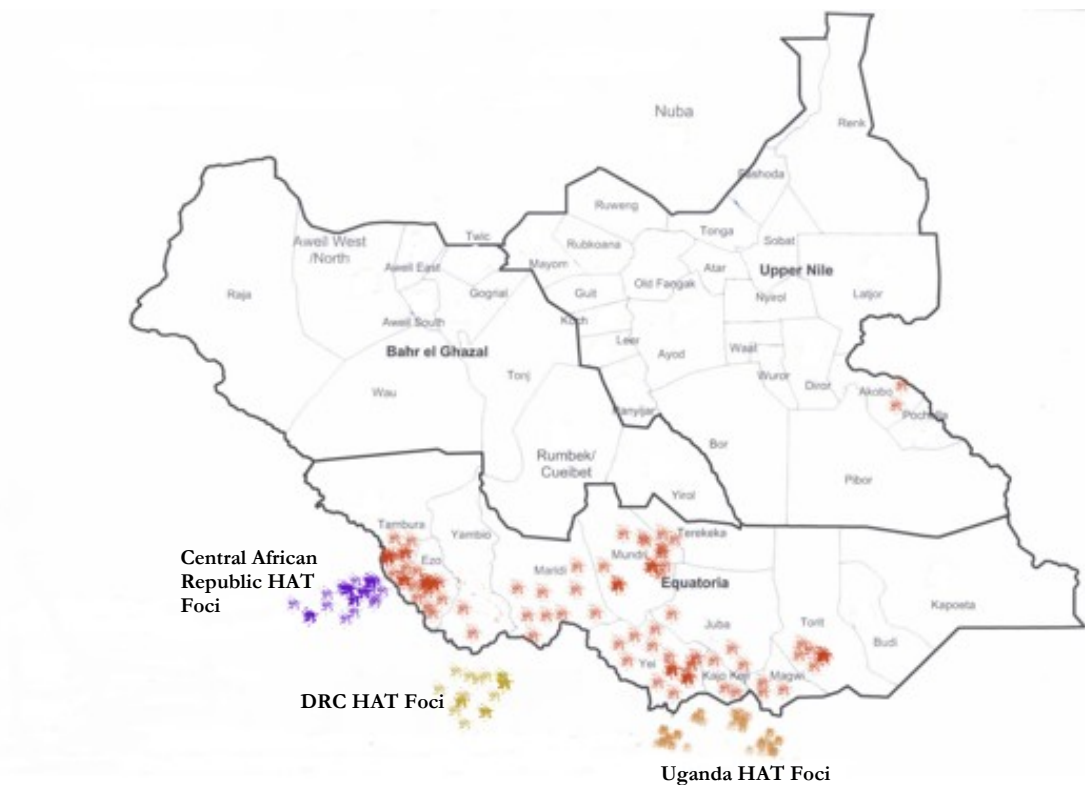 Nuba
Renk
Fashoda
Ruweng
Tonga
Twic
Aweil West
/North
Rubkoana
Sobat
Mayom
Aweil East
Atar
Upper Nile
Old Fangak
Raja
Gogrial
Guit
Nyirol
Latjor
Aweil South
Koch
Leer
Waat
Bahr el Ghazal
Ayod
Wuror
Diror
Tonj
Wau
Akobo
Panyijar
Pochalla
Bor
Rumbek/
Cueibet
Pibor
Yirol
Tambura
Yambio
Terekeka
Mundri
Ezo
Maridi
Equatoria
Central African
Republic HAT
Foci
Kapoeta
Juba
Torit
Budi
Yei
Kajo Keji
Magwi
DRC HAT Foci
Uganda HAT Foci